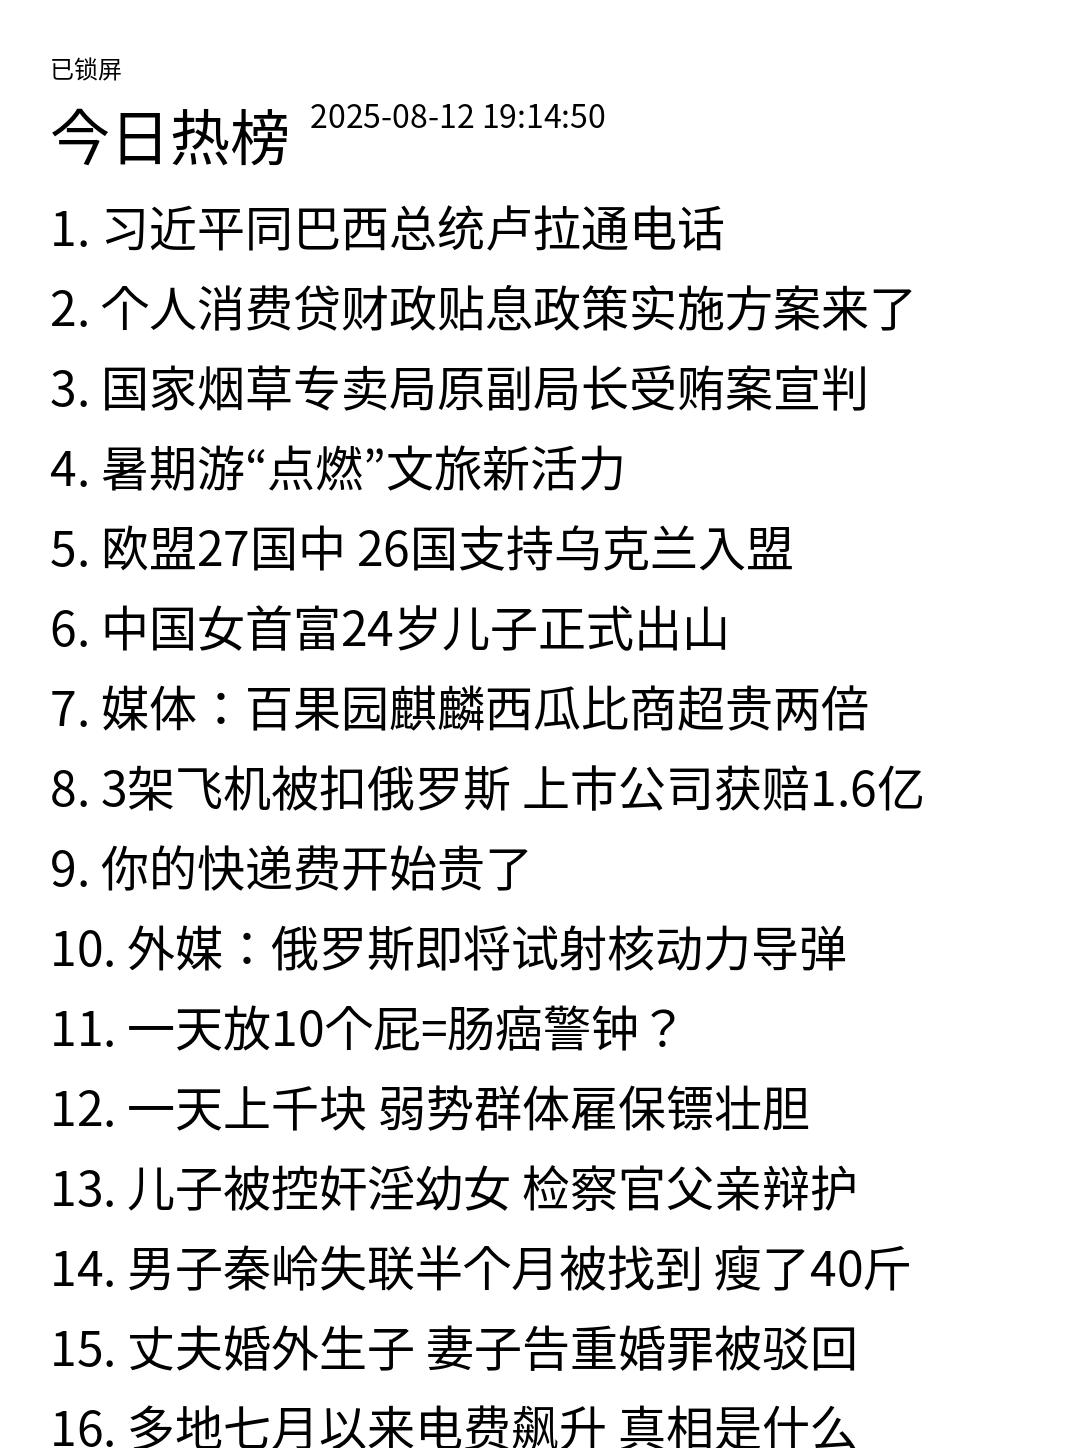 已锁屏
今日热榜 2025-08-12 19:14:50
1. 习近平同巴西总统卢拉通电话
2. 个人消费贷财政贴息政策实施方案来了
3. 国家烟草专卖局原副局长受贿案宣判
4. 暑期游“点燃”文旅新活力
5. 欧盟27国中 26国支持乌克兰入盟
6. 中国女首富24岁儿子正式出山
7. 媒体：百果园麒麟西瓜比商超贵两倍
8. 3架飞机被扣俄罗斯 上市公司获赔1.6亿
9. 你的快递费开始贵了
10. 外媒：俄罗斯即将试射核动力导弹
11. 一天放10个屁=肠癌警钟？
12. 一天上千块 弱势群体雇保镖壮胆
13. 儿子被控奸淫幼女 检察官父亲辩护
14. 男子秦岭失联半个月被找到 瘦了40斤
15. 丈夫婚外生子 妻子告重婚罪被驳回
16. 多地七月以来电费飙升 真相是什么